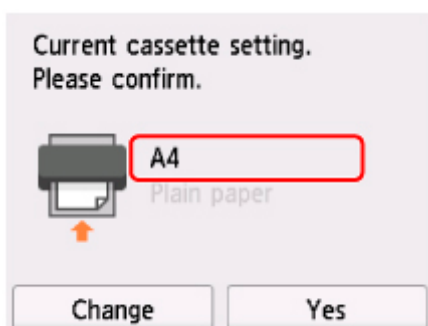 Current cassette setting.
Please confirm.
A4
Plain paper
Change
Yes